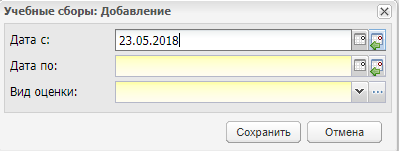 Учебные сборы: Добавление
Дата с: 23.05.2018
Дата по:
Вид оценки:
Сохранить Отмена